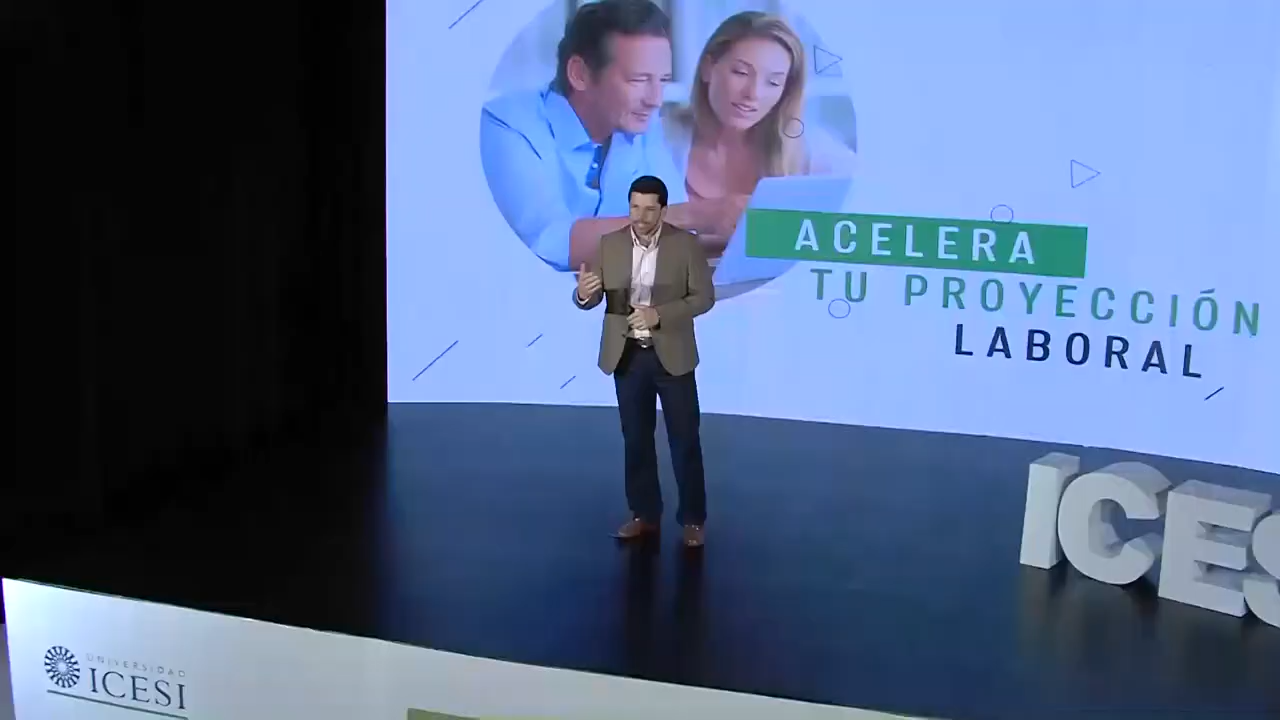 ACELERA
TU PROYECCIÓN
LABORAL
ICES
UNIVERSIDAD
ICESI